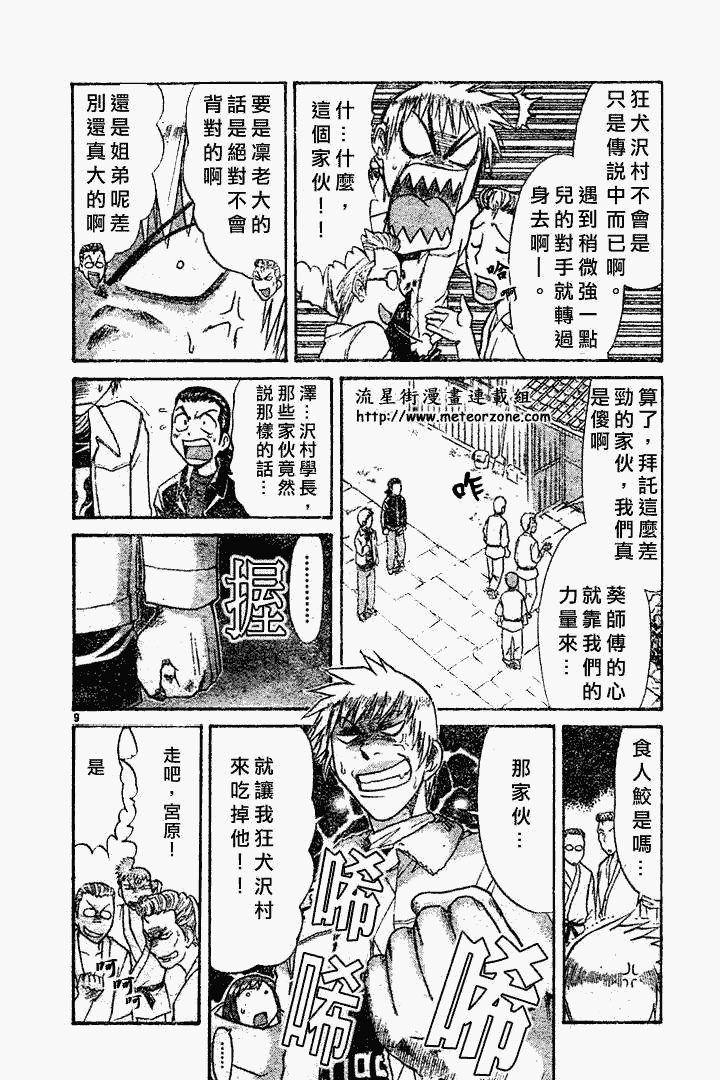 狂犬沢村不會是
只是傳說中而已啊。
遇到稍微強一點
兒的對手就轉過
身去啊—。
什…什麼，
這個家伙！！
要是凜老大的
話是絕對不會
背對的啊
還是姐弟呢差
別還真大的啊
算了，拜託這麼差
勁的家伙，我們真
是傻啊
葵師傅的心
就靠我們的
力量來…
流星街漫畫連載組
http://www.meteorzone.com
咋
澤…沢村學長，
那些家伙竟然
說那樣的話…
…………
握
9
食人鮫是嗎…
那家伙…
就讓我狂犬沢村
來吃掉他！！
唏
唏
唏
唏
………
走吧，宮原！
是
呵
呵
呵